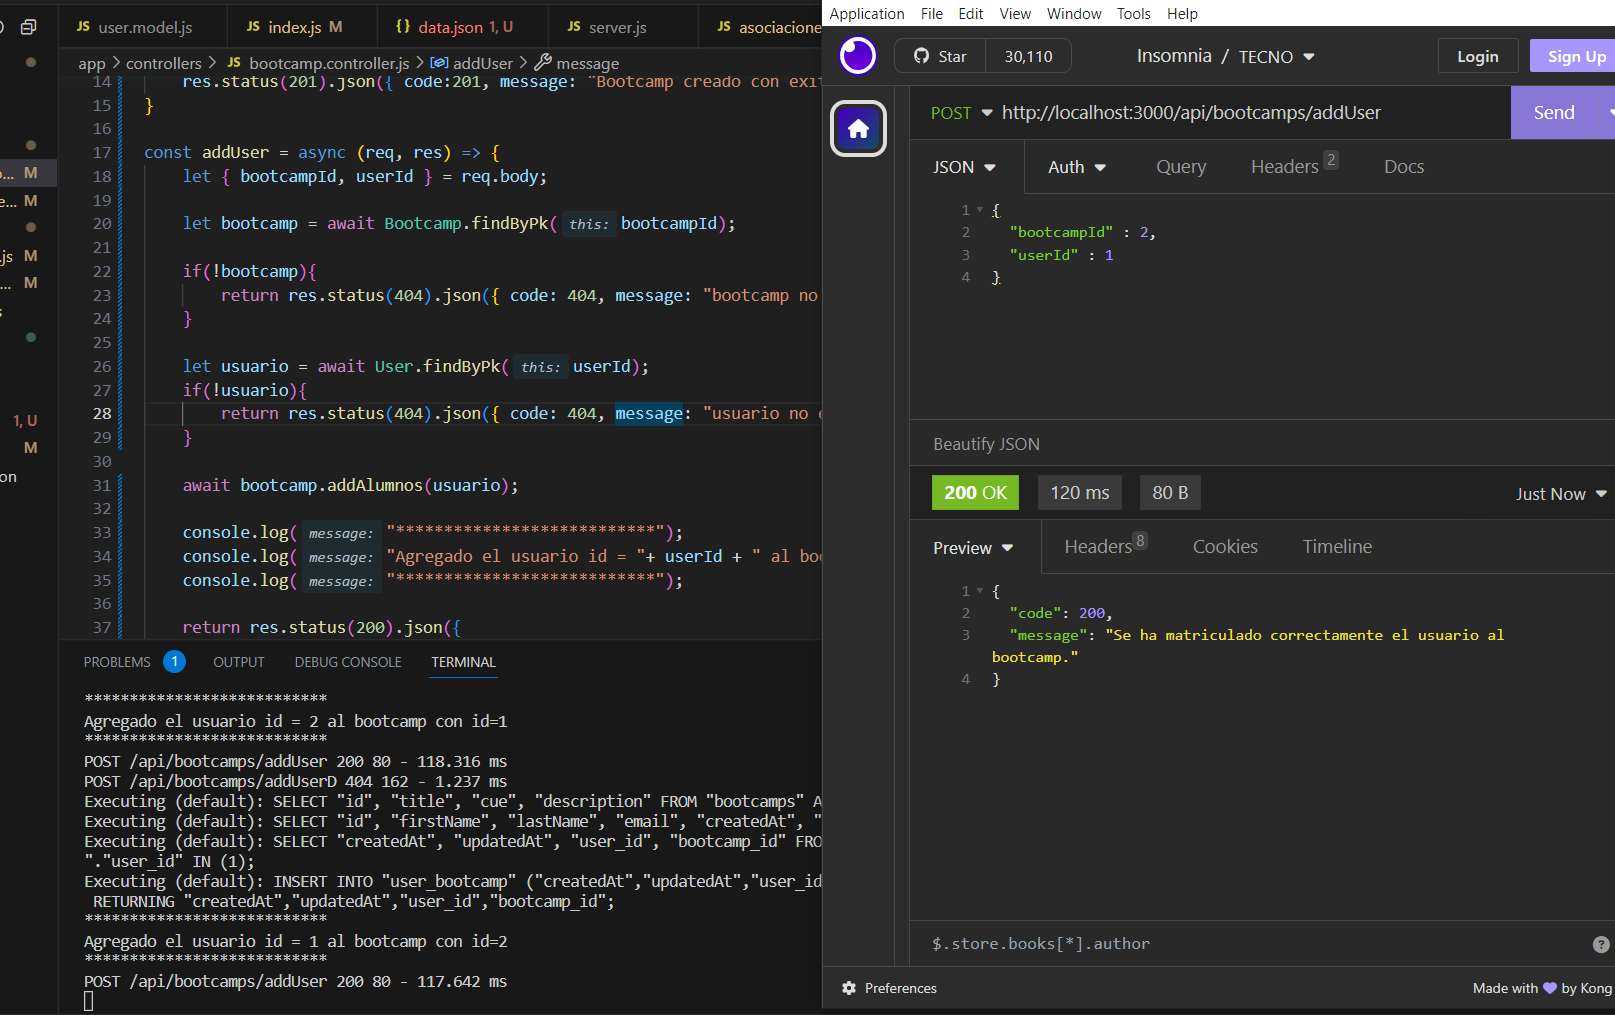 JS user.model.js
JS index.js M
{} data.json 1, U
JS server.js
JS asociacione
app > controllers > JS bootcamp.controller.js > addUser > message
14 res.status(201).json({ code:201, message: "Bootcamp creado con exit
15 }
16
17 const addUser = async (req, res) => {
18 let { bootcampId, userId } = req.body;
19
20 let bootcamp = await Bootcamp.findByPk( this: bootcampId);
21
22 if(!bootcamp){
23 return res.status(404).json({ code: 404, message: "bootcamp no
24 }
25
26 let usuario = await User.findByPk( this: userId);
27 if(!usuario){
28 return res.status(404).json({ code: 404, message: "usuario no e
29 }
30
31 await bootcamp.addAlumnos(usuario);
32
33 console.log( message: "***************************");
34 console.log( message: "Agregado el usuario id = "+ userId + " al boo
35 console.log( message: "***************************");
36
37 return res.status(200).json({
o... M
e... M
.js M
... M
s
1, U
M
on
PROBLEMS 1 OUTPUT DEBUG CONSOLE TERMINAL
***************************
Agregado el usuario id = 2 al bootcamp con id=1
***************************
POST /api/bootcamps/addUser 200 80 - 118.316 ms
POST /api/bootcamps/addUserD 404 162 - 1.237 ms
Executing (default): SELECT "id", "title", "cue", "description" FROM "bootcamps" A
Executing (default): SELECT "id", "firstName", "lastName", "email", "createdAt", "
Executing (default): SELECT "createdAt", "updatedAt", "user_id", "bootcamp_id" FRO
"."user_id" IN (1);
Executing (default): INSERT INTO "user_bootcamp" ("createdAt","updatedAt","user_id
RETURNING "createdAt","updatedAt","user_id","bootcamp_id";
***************************
Agregado el usuario id = 1 al bootcamp con id=2
***************************
POST /api/bootcamps/addUser 200 80 - 117.642 ms
Application File Edit View Window Tools Help
Star 30,110
Insomnia / TECNO
Login
Sign Up
POST http://localhost:3000/api/bootcamps/addUser Send
JSON Auth Query Headers 2 Docs
1 {
2 "bootcampId" : 2,
3 "userId" : 1
4 }
Beautify JSON
200 OK 120 ms 80 B Just Now
Preview Headers 8 Cookies Timeline
1 {
2 "code": 200,
3 "message": "Se ha matriculado correctamente el usuario al
bootcamp."
4 }
$.store.books[*].author ?
Preferences
Made with 💜 by Kong